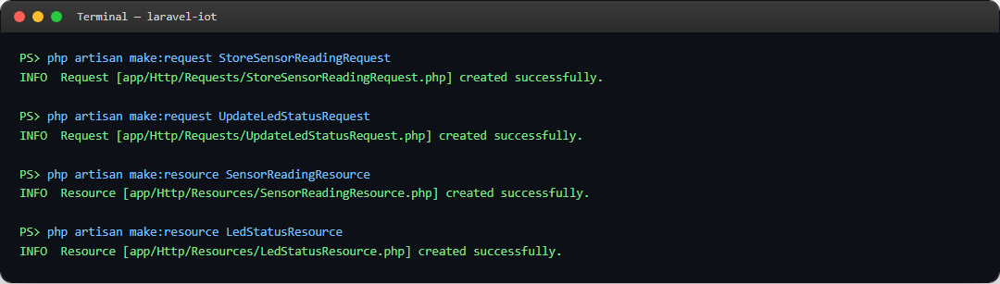 Terminal — laravel-iot
PS> php artisan make:request StoreSensorReadingRequest
INFO  Request [app/Http/Requests/StoreSensorReadingRequest.php] created successfully.
PS> php artisan make:request UpdateLedStatusRequest
INFO  Request [app/Http/Requests/UpdateLedStatusRequest.php] created successfully.
PS> php artisan make:resource SensorReadingResource
INFO  Resource [app/Http/Resources/SensorReadingResource.php] created successfully.
PS> php artisan make:resource LedStatusResource
INFO  Resource [app/Http/Resources/LedStatusResource.php] created successfully.